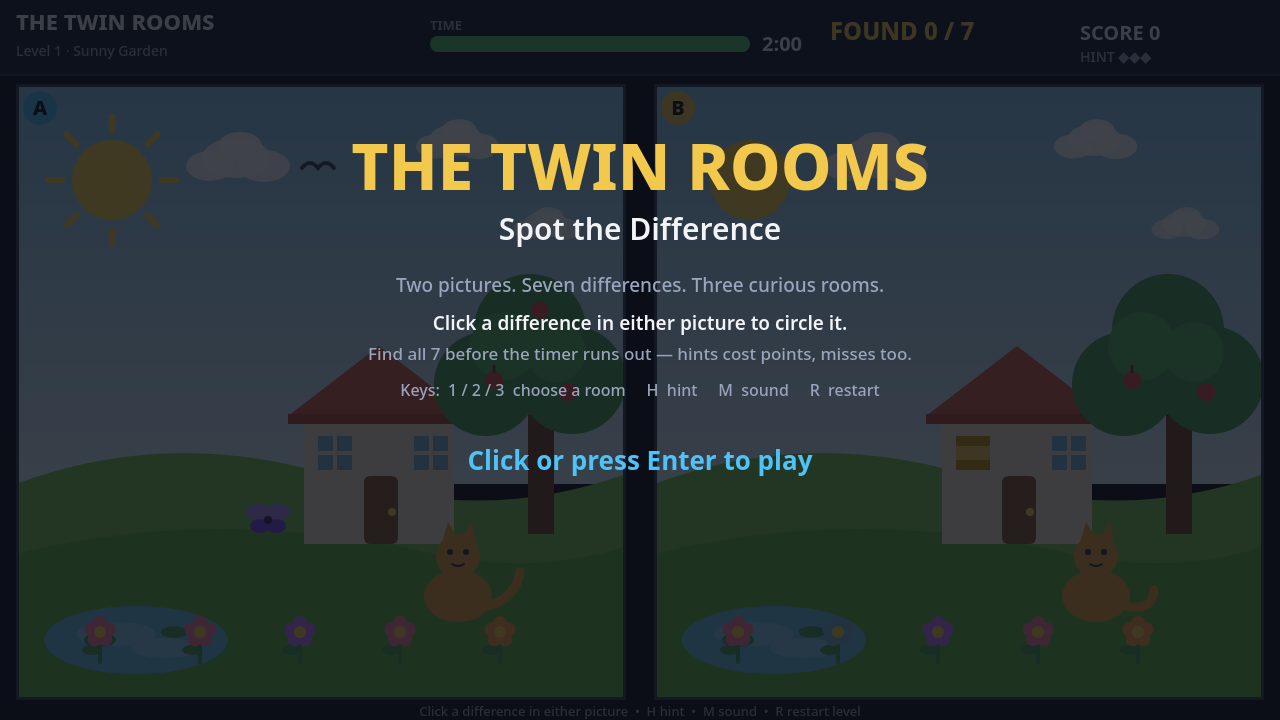 THE TWIN ROOMS
Level 1 · Sunny Garden
TIME
2:00
FOUND 0 / 7
SCORE 0
HINT ◆◆◆
A
B
THE TWIN ROOMS
Spot the Difference
Two pictures. Seven differences. Three curious rooms.
Click a difference in either picture to circle it.
Find all 7 before the timer runs out — hints cost points, misses too.
Keys: 1 / 2 / 3 choose a room H hint M sound R restart
Click or press Enter to play
Click a difference in either picture • H hint • M sound • R restart level